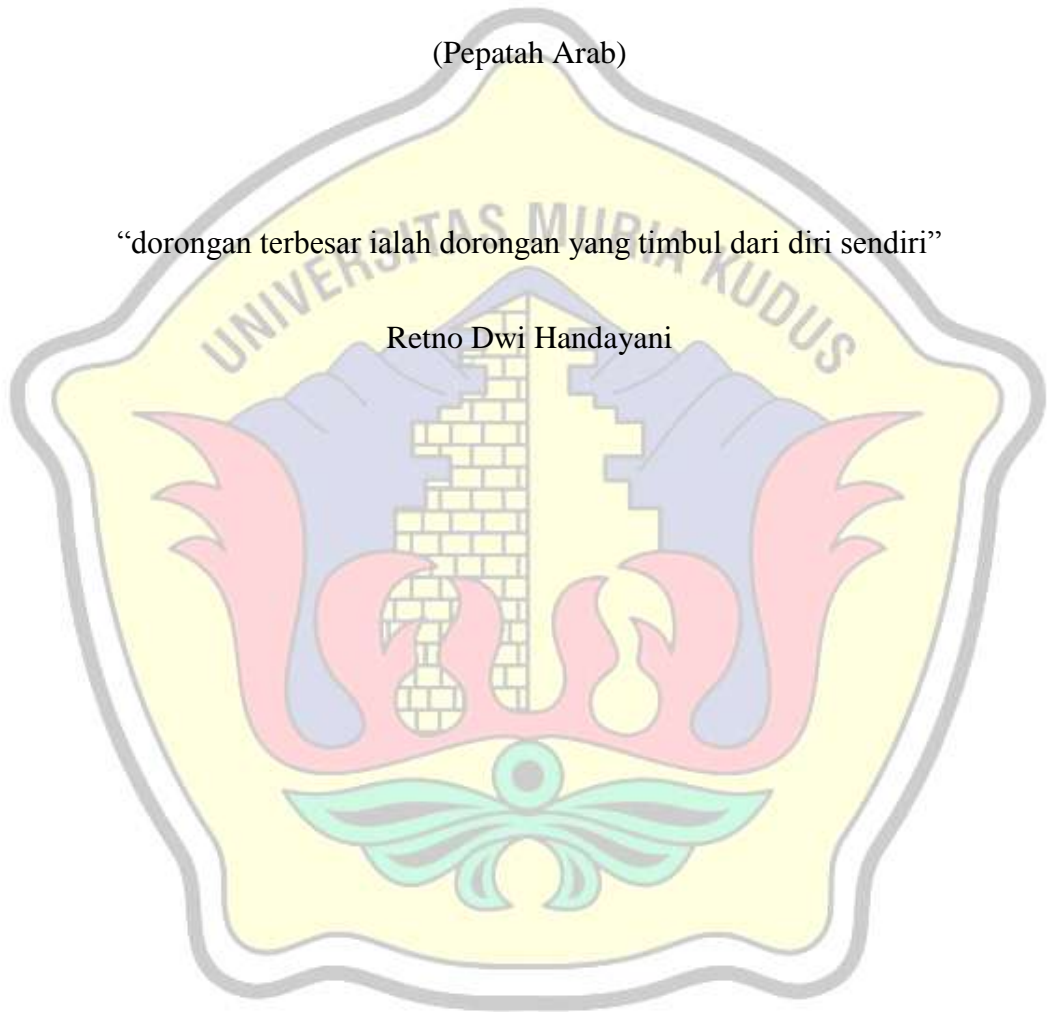 (Pepatah Arab)
UNIVERSITAS MURIA KUDUS
“dorongan terbesar ialah dorongan yang timbul dari diri sendiri”
Retno Dwi Handayani